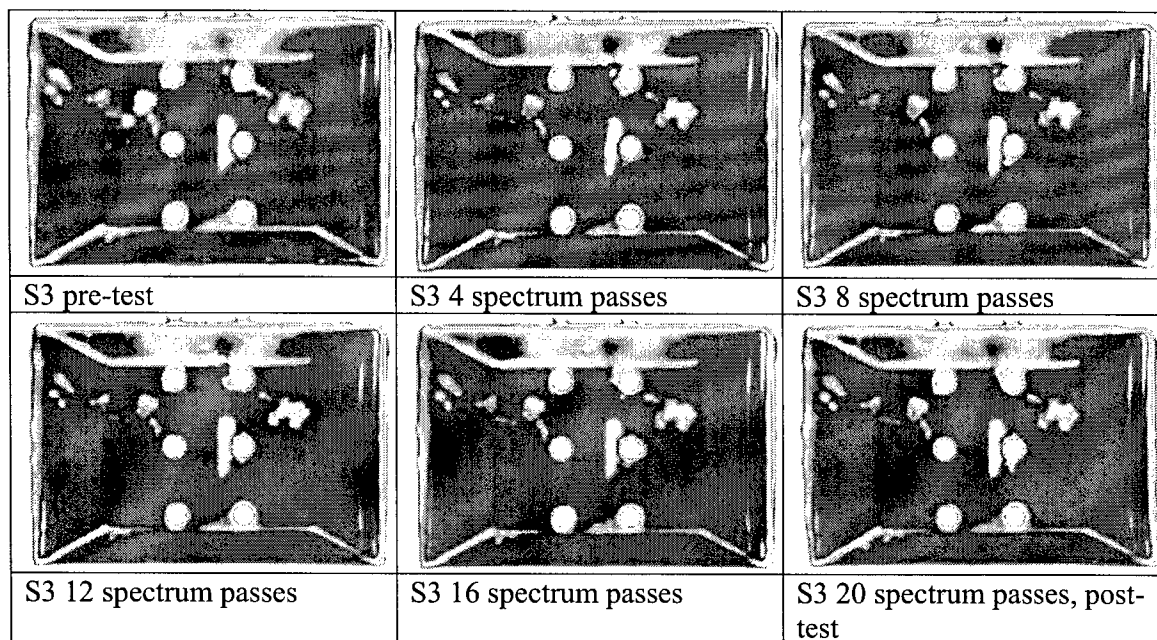 S3 pre-test
S3 4 spectrum passes
S3 8 spectrum passes
S3 12 spectrum passes
S3 16 spectrum passes
S3 20 spectrum passes, post-
test